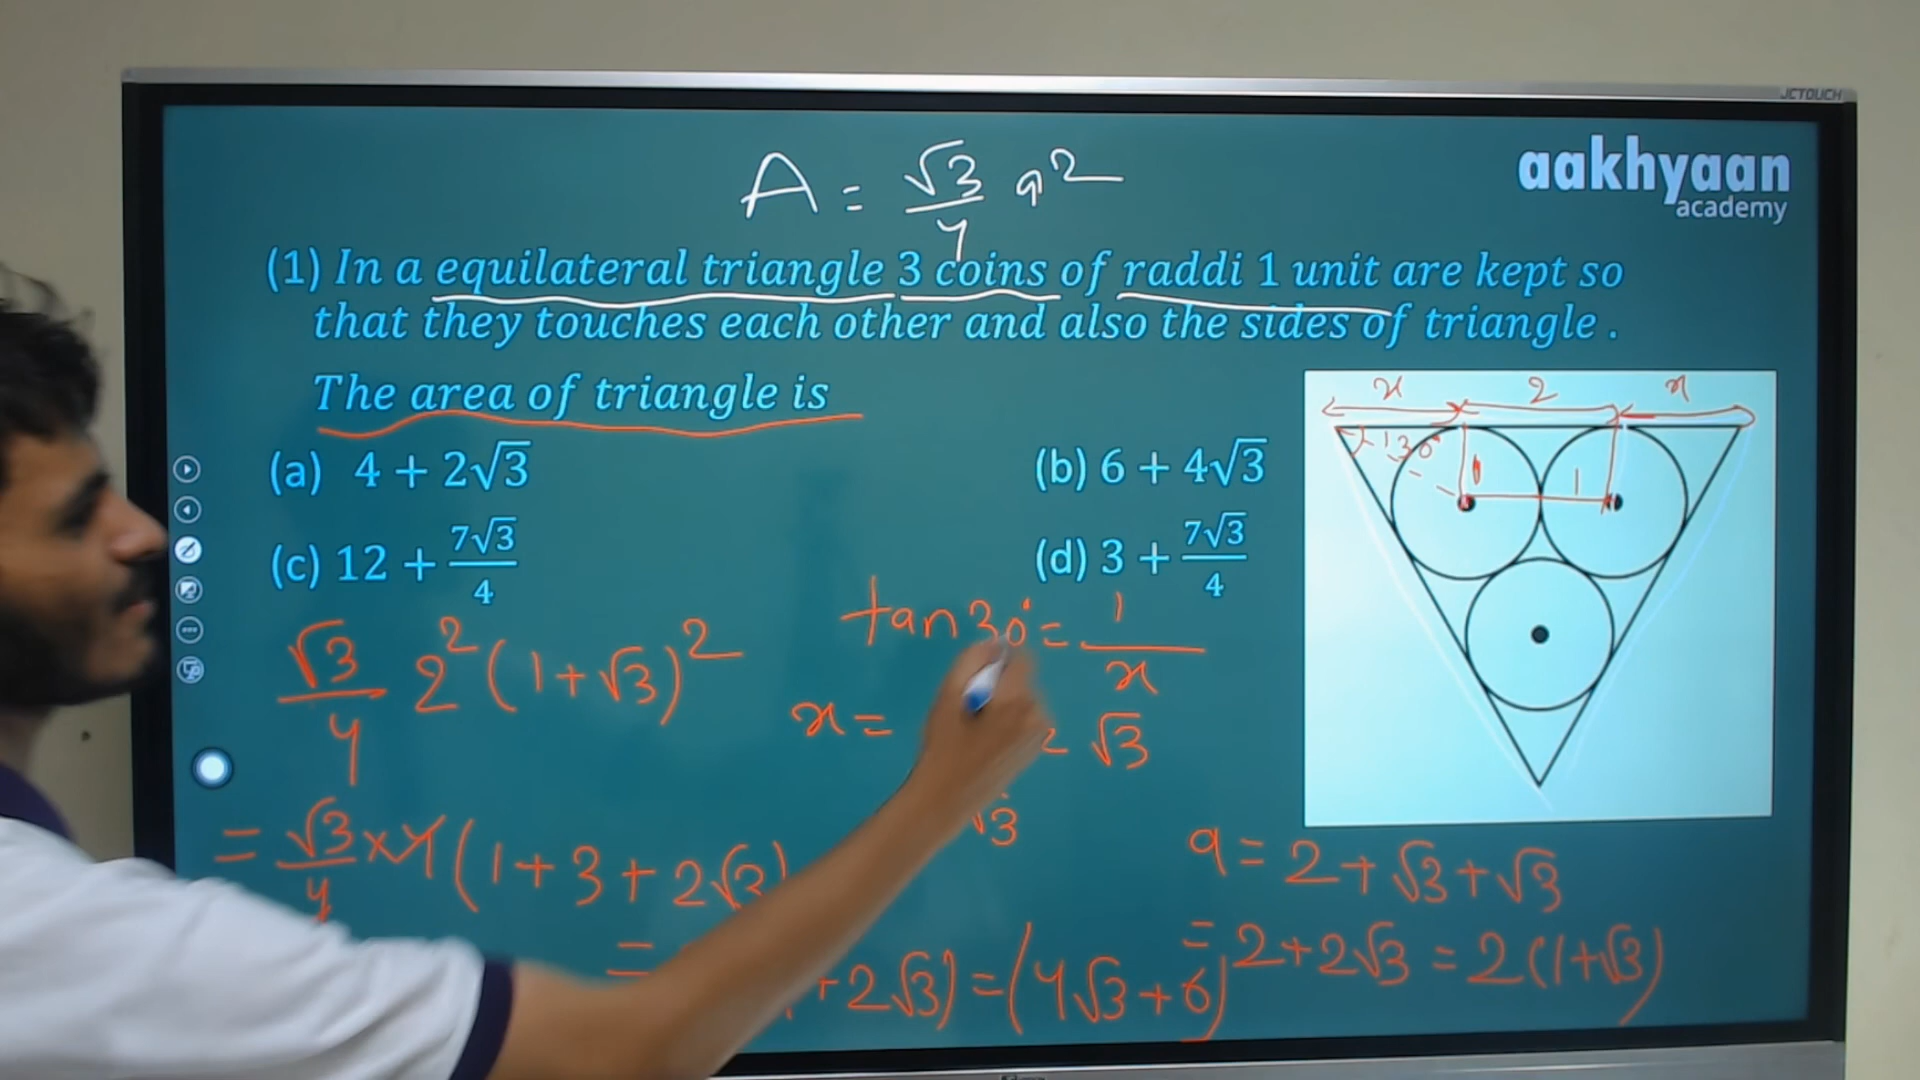 JCTOUCH
aakhyaan
academy
A = √3/4 a²
(1) In a equilateral triangle 3 coins of raddi 1 unit are kept so
that they touches each other and also the sides of triangle .
The area of triangle is
(a) 4 + 2√3
(b) 6 + 4√3
(c) 12 + 7√3/4
(d) 3 + 7√3/4
x 2 x
30°
1 1
tan 30° = 1/x
x =
√3
√3
√3/4 2² (1+√3)²
= √3/4 × 4 (1 + 3 + 2√3)
= +2√3) = (4√3 + 6)
a = 2 + √3 + √3
= 2 + 2√3 = 2(1+√3)